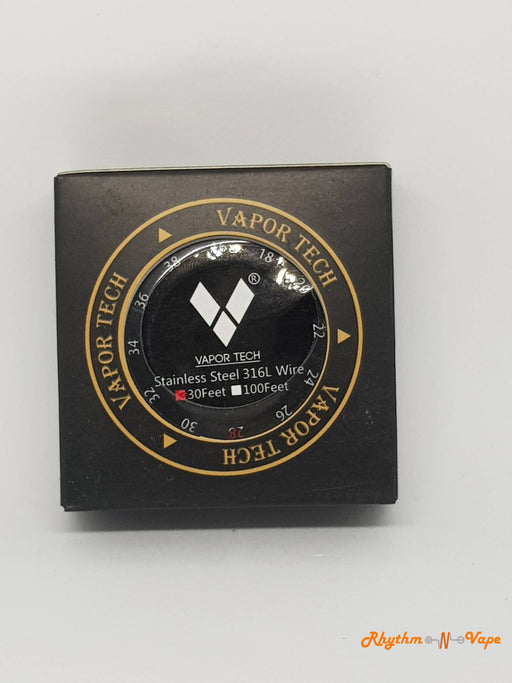 VAPOR TECH
VAPOR TECH
VAPOR TECH
18
20
22
24
26
28
30
32
34
36
38
®
VAPOR TECH
Stainless Steel 316L Wire
30Feet 100Feet
Rhythm N Vape